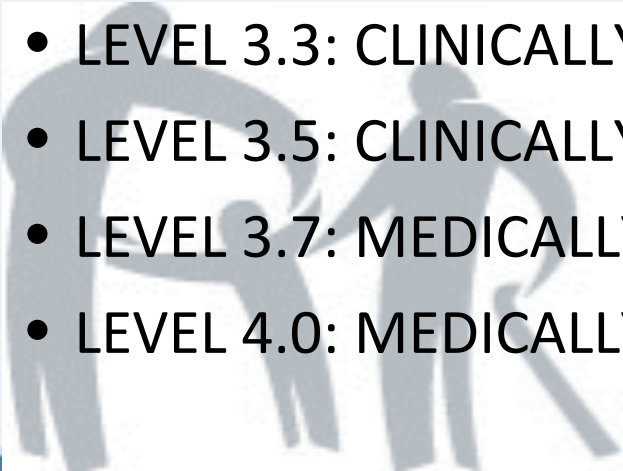 • LEVEL 3.3: CLINICALLY
• LEVEL 3.5: CLINICALLY
• LEVEL 3.7: MEDICALLY
• LEVEL 4.0: MEDICALLY